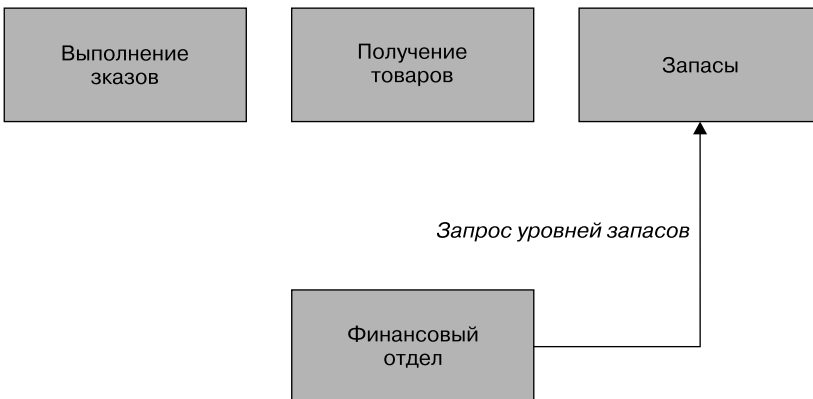 Выполнение
зказов
Получение
товаров
Запасы
Запрос уровней запасов
Финансовый
отдел